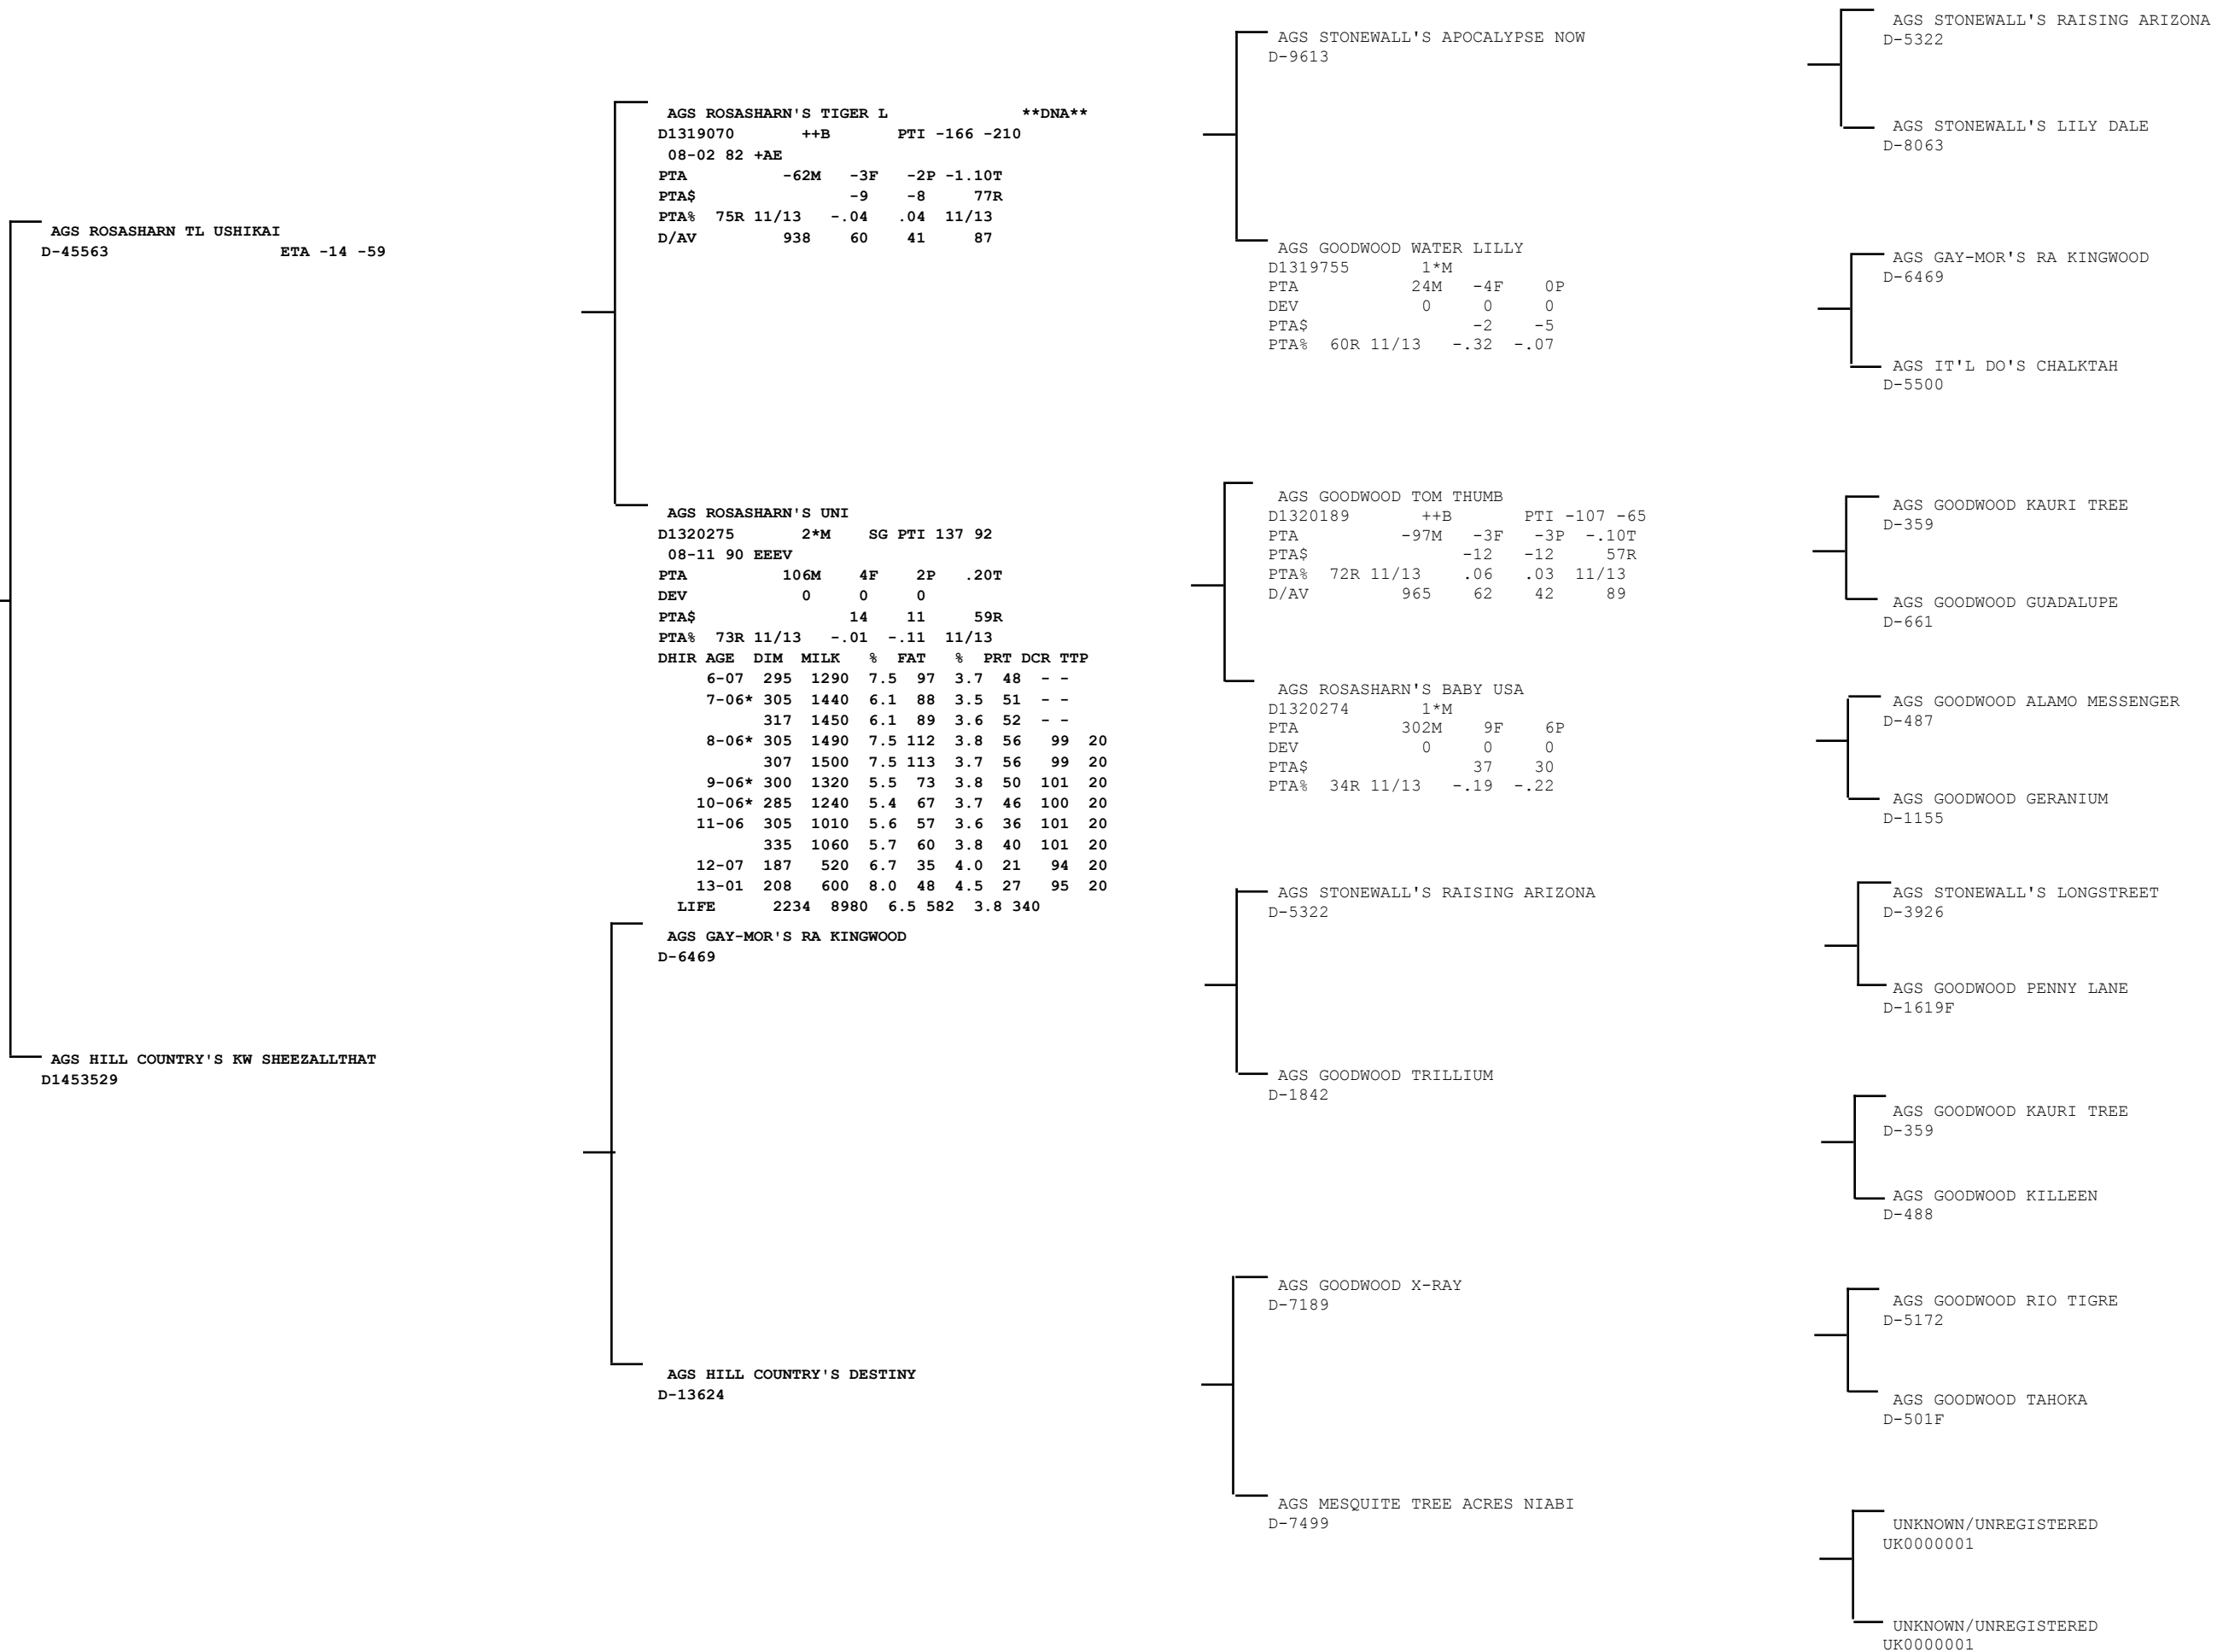 AGS ROSASHARN TL USHIKAI
D-45563 ETA -14 -59
AGS HILL COUNTRY'S KW SHEEZALLTHAT
D1453529
AGS ROSASHARN'S TIGER L **DNA**
D1319070 ++B PTI -166 -210
08-02 82 +AE
PTA -62M -3F -2P -1.10T
PTA$ -9 -8 77R
PTA% 75R 11/13 -.04 .04 11/13
D/AV 938 60 41 87
AGS ROSASHARN'S UNI
D1320275 2*M SG PTI 137 92
08-11 90 EEEV
PTA 106M 4F 2P .20T
DEV 0 0 0
PTA$ 14 11 59R
PTA% 73R 11/13 -.01 -.11 11/13
DHIR AGE DIM MILK % FAT % PRT DCR TTP
6-07 295 1290 7.5 97 3.7 48 - -
7-06* 305 1440 6.1 88 3.5 51 - -
317 1450 6.1 89 3.6 52 - -
8-06* 305 1490 7.5 112 3.8 56 99 20
307 1500 7.5 113 3.7 56 99 20
9-06* 300 1320 5.5 73 3.8 50 101 20
10-06* 285 1240 5.4 67 3.7 46 100 20
11-06 305 1010 5.6 57 3.6 36 101 20
335 1060 5.7 60 3.8 40 101 20
12-07 187 520 6.7 35 4.0 21 94 20
13-01 208 600 8.0 48 4.5 27 95 20
LIFE 2234 8980 6.5 582 3.8 340
AGS GAY-MOR'S RA KINGWOOD
D-6469
AGS HILL COUNTRY'S DESTINY
D-13624
AGS STONEWALL'S APOCALYPSE NOW
D-9613
AGS GOODWOOD WATER LILLY
D1319755 1*M
PTA 24M -4F 0P
DEV 0 0 0
PTA$ -2 -5
PTA% 60R 11/13 -.32 -.07
AGS GOODWOOD TOM THUMB
D1320189 ++B PTI -107 -65
PTA -97M -3F -3P -.10T
PTA$ -12 -12 57R
PTA% 72R 11/13 .06 .03 11/13
D/AV 965 62 42 89
AGS ROSASHARN'S BABY USA
D1320274 1*M
PTA 302M 9F 6P
DEV 0 0 0
PTA$ 37 30
PTA% 34R 11/13 -.19 -.22
AGS STONEWALL'S RAISING ARIZONA
D-5322
AGS GOODWOOD TRILLIUM
D-1842
AGS GOODWOOD X-RAY
D-7189
AGS MESQUITE TREE ACRES NIABI
D-7499
AGS STONEWALL'S RAISING ARIZONA
D-5322
AGS STONEWALL'S LILY DALE
D-8063
AGS GAY-MOR'S RA KINGWOOD
D-6469
AGS IT'L DO'S CHALKTAH
D-5500
AGS GOODWOOD KAURI TREE
D-359
AGS GOODWOOD GUADALUPE
D-661
AGS GOODWOOD ALAMO MESSENGER
D-487
AGS GOODWOOD GERANIUM
D-1155
AGS STONEWALL'S LONGSTREET
D-3926
AGS GOODWOOD PENNY LANE
D-1619F
AGS GOODWOOD KAURI TREE
D-359
AGS GOODWOOD KILLEEN
D-488
AGS GOODWOOD RIO TIGRE
D-5172
AGS GOODWOOD TAHOKA
D-501F
UNKNOWN/UNREGISTERED
UK0000001
UNKNOWN/UNREGISTERED
UK0000001